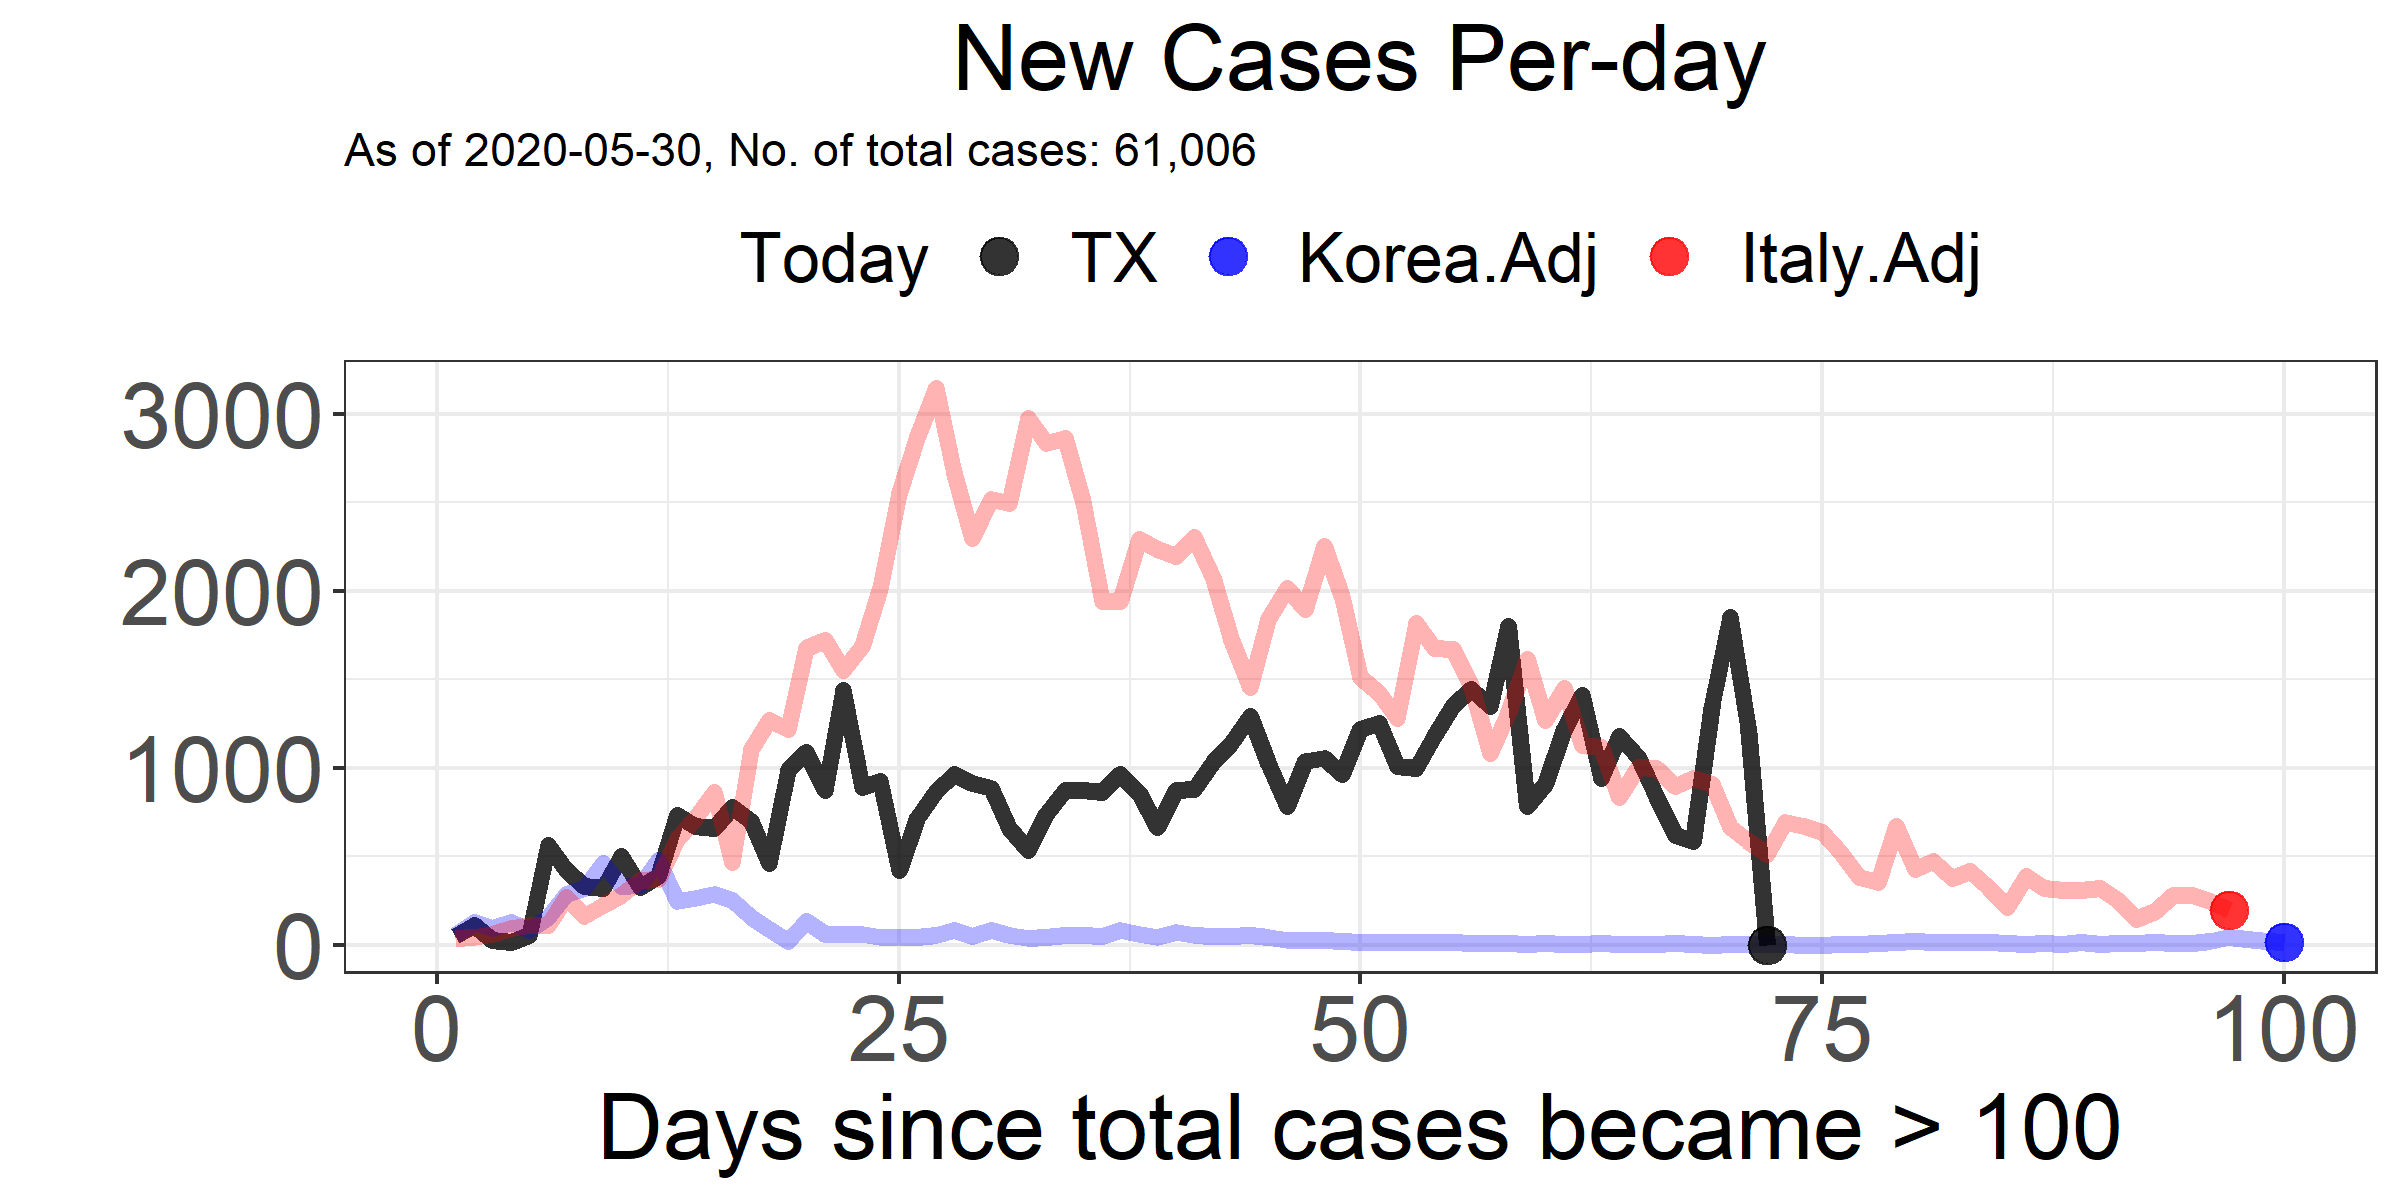 New Cases Per-day
As of 2020-05-30, No. of total cases: 61,006
Today TX Korea.Adj Italy.Adj
3000
2000
1000
0
0 25 50 75 100
Days since total cases became > 100